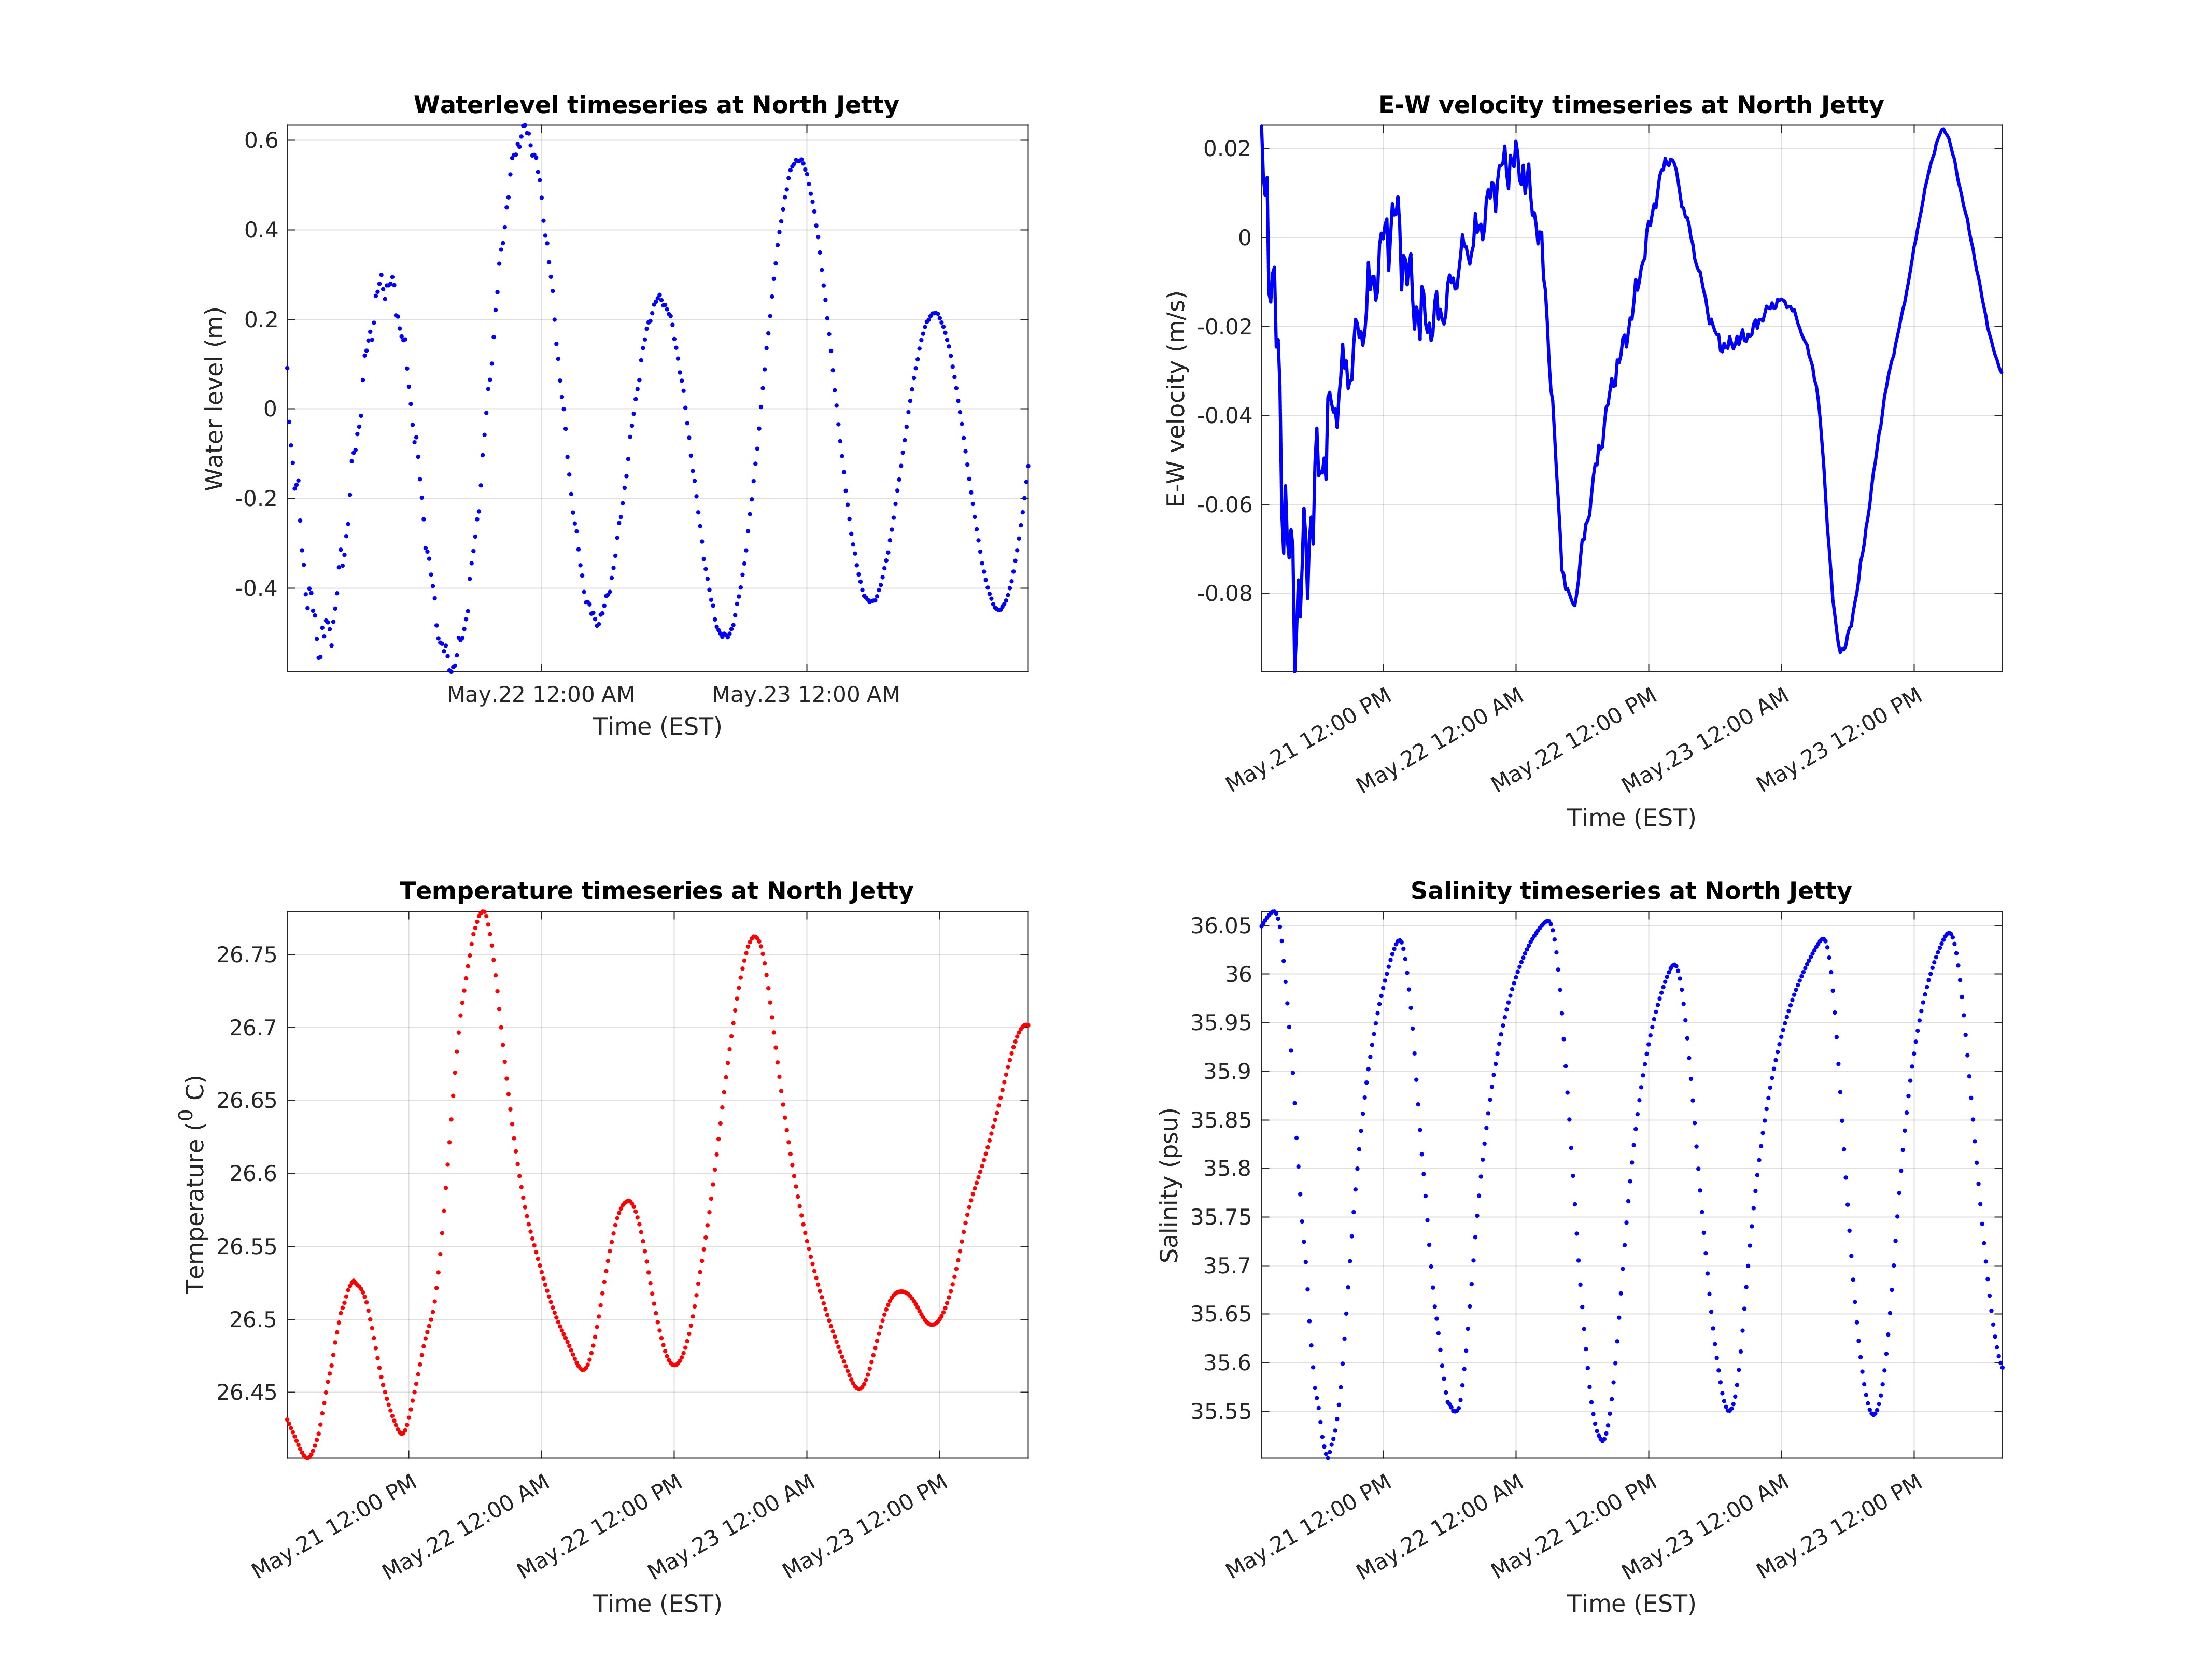 Waterlevel timeseries at North Jetty
0.6
0.4
0.2
0
-0.2
-0.4
Water level (m)
May.22 12:00 AM
May.23 12:00 AM
Time (EST)
E-W velocity timeseries at North Jetty
0.02
0
-0.02
-0.04
-0.06
-0.08
E-W velocity (m/s)
May.21 12:00 PM
May.22 12:00 AM
May.22 12:00 PM
May.23 12:00 AM
May.23 12:00 PM
Time (EST)
Temperature timeseries at North Jetty
26.75
26.7
26.65
26.6
26.55
26.5
26.45
Temperature (⁰ C)
May.21 12:00 PM
May.22 12:00 AM
May.22 12:00 PM
May.23 12:00 AM
May.23 12:00 PM
Time (EST)
Salinity timeseries at North Jetty
36.05
36
35.95
35.9
35.85
35.8
35.75
35.7
35.65
35.6
35.55
Salinity (psu)
May.21 12:00 PM
May.22 12:00 AM
May.22 12:00 PM
May.23 12:00 AM
May.23 12:00 PM
Time (EST)